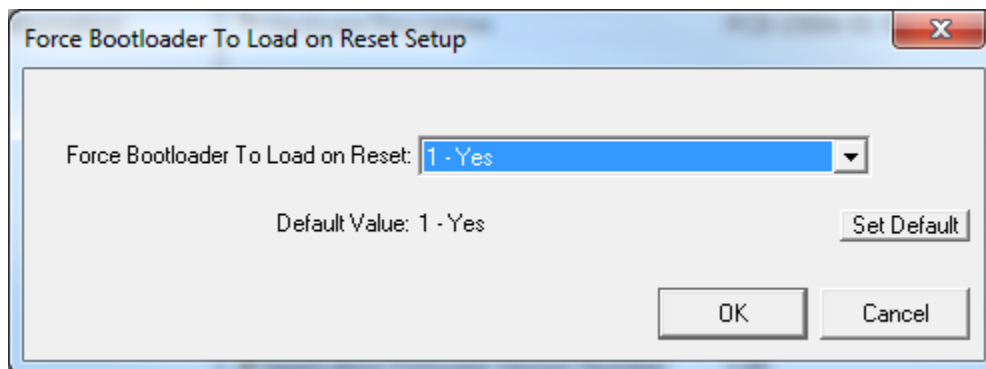 Force Bootloader To Load on Reset Setup
Force Bootloader To Load on Reset: 1 - Yes
Default Value: 1 - Yes
Set Default
OK Cancel